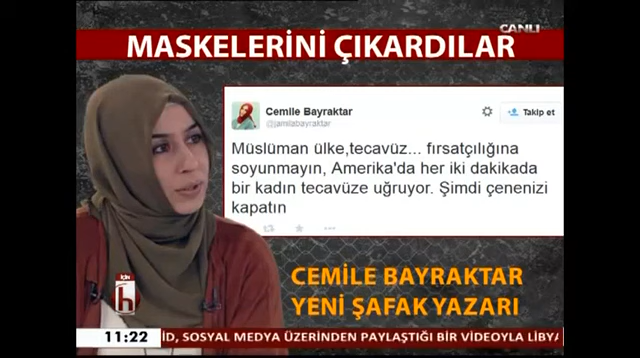 CANLI
MASKELERİNİ ÇIKARDILAR
Cemile Bayraktar
@jamilabayraktar
Takip et
Müslüman ülke,tecavüz... fırsatçılığına
soyunmayın, Amerika'da her iki dakikada
bir kadın tecavüze uğruyor. Şimdi çenenizi
kapatın
CEMİLE BAYRAKTAR
YENİ ŞAFAK YAZARI
İÇİN
h
11:22 İD, SOSYAL MEDYA ÜZERİNDEN PAYLAŞTIĞI BİR VİDEOYLA LİBYA